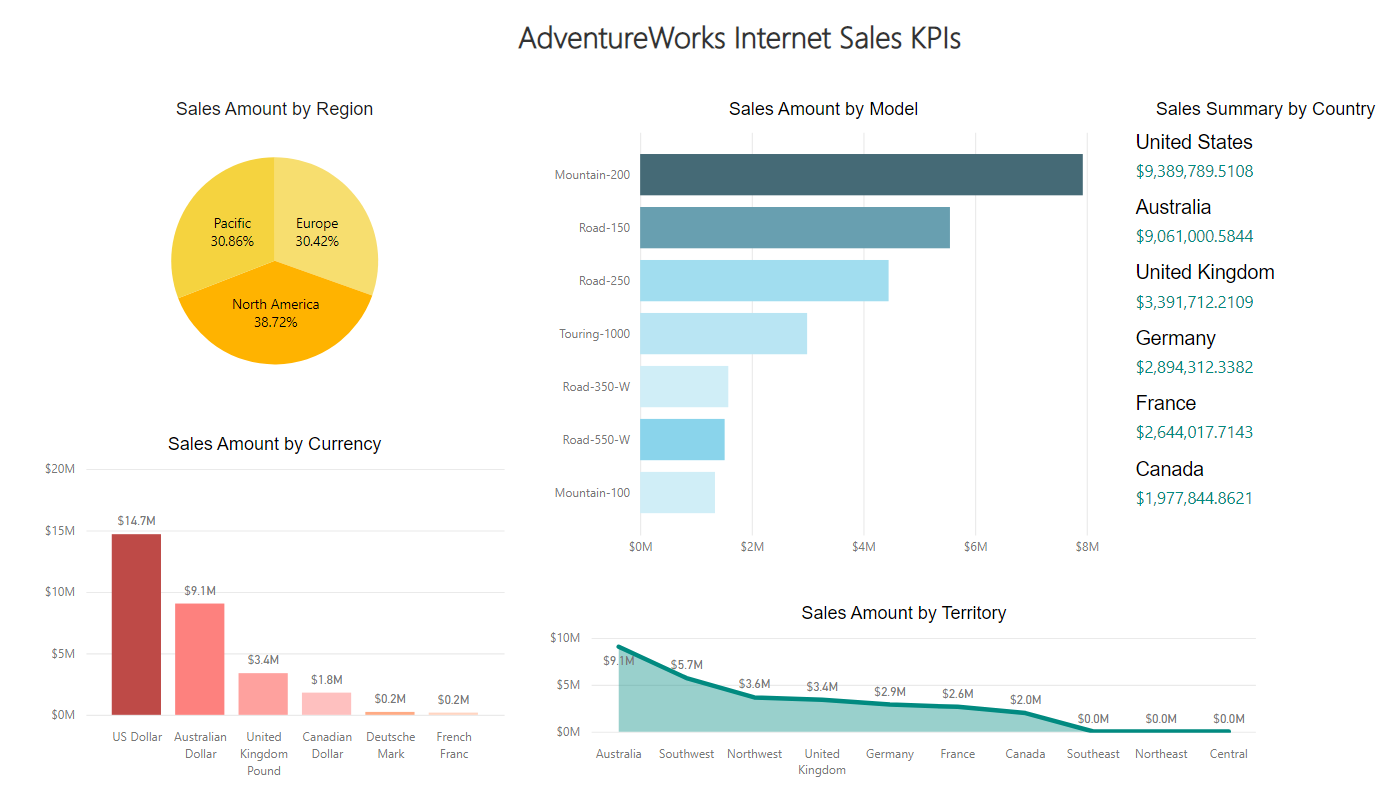 AdventureWorks Internet Sales KPIs
Sales Amount by Region
Pacific
30.86%
Europe
30.42%
North America
38.72%
Sales Amount by Model
Mountain-200
Road-150
Road-250
Touring-1000
Road-350-W
Road-550-W
Mountain-100
$0M $2M $4M $6M $8M
Sales Summary by Country
United States
$9,389,789.5108
Australia
$9,061,000.5844
United Kingdom
$3,391,712.2109
Germany
$2,894,312.3382
France
$2,644,017.7143
Canada
$1,977,844.8621
Sales Amount by Currency
$20M
$15M
$10M
$5M
$0M
$14.7M
$9.1M
$3.4M
$1.8M
$0.2M
$0.2M
US Dollar
Australian
Dollar
United
Kingdom
Pound
Canadian
Dollar
Deutsche
Mark
French
Franc
Sales Amount by Territory
$10M
$5M
$0M
$9.1M
$5.7M
$3.6M
$3.4M
$2.9M
$2.6M
$2.0M
$0.0M
$0.0M
$0.0M
Australia
Southwest
Northwest
United
Kingdom
Germany
France
Canada
Southeast
Northeast
Central